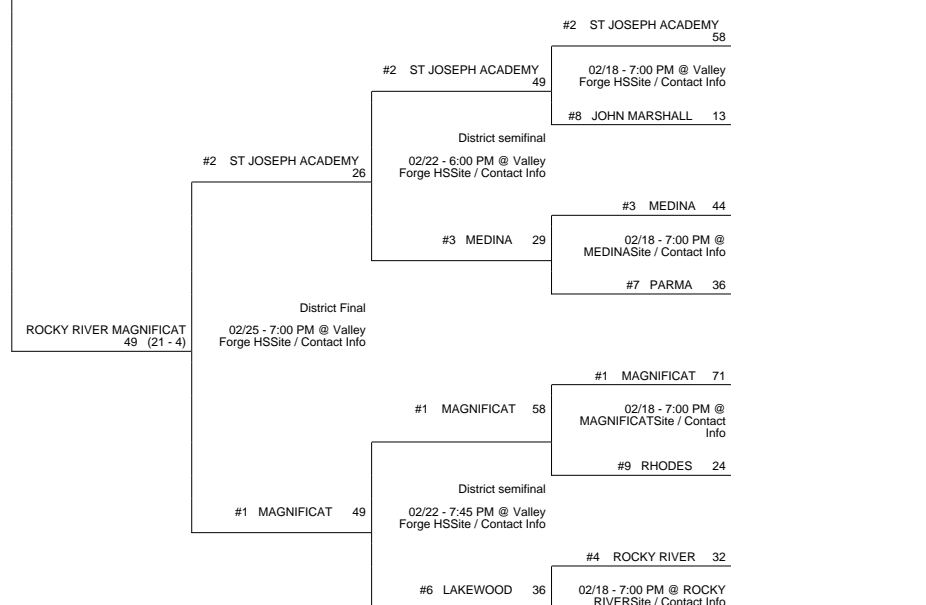 #2 ST JOSEPH ACADEMY
58
#2 ST JOSEPH ACADEMY
49
02/18 - 7:00 PM @ Valley
Forge HSSite / Contact Info
#8 JOHN MARSHALL 13
District semifinal
#2 ST JOSEPH ACADEMY
26
02/22 - 6:00 PM @ Valley
Forge HSSite / Contact Info
#3 MEDINA 44
#3 MEDINA 29
02/18 - 7:00 PM @
MEDINASite / Contact Info
#7 PARMA 36
District Final
ROCKY RIVER MAGNIFICAT
49 (21 - 4)
02/25 - 7:00 PM @ Valley
Forge HSSite / Contact Info
#1 MAGNIFICAT 71
#1 MAGNIFICAT 58
02/18 - 7:00 PM @
MAGNIFICATSite / Contact
Info
#9 RHODES 24
District semifinal
#1 MAGNIFICAT 49
02/22 - 7:45 PM @ Valley
Forge HSSite / Contact Info
#4 ROCKY RIVER 32
#6 LAKEWOOD 36
02/18 - 7:00 PM @ ROCKY
RIVERSite / Contact Info